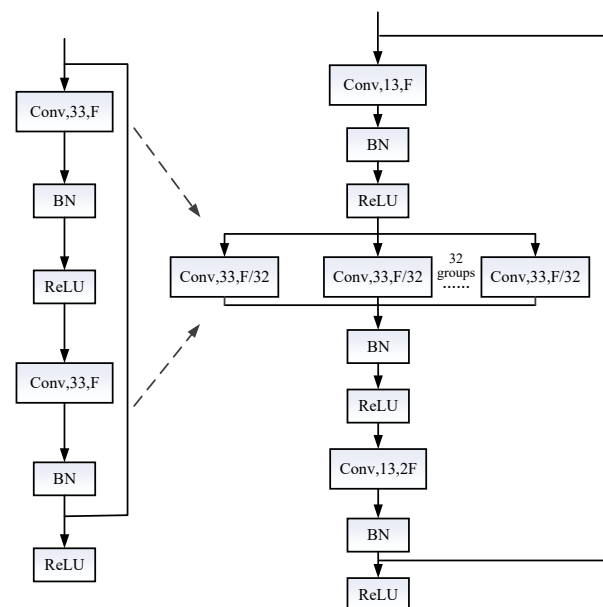 Conv,33,F
BN
ReLU
Conv,33,F
BN
ReLU
Conv,13,F
BN
ReLU
Conv,33,F/32
Conv,33,F/32
32
groups
......
Conv,33,F/32
BN
ReLU
Conv,13,2F
BN
ReLU